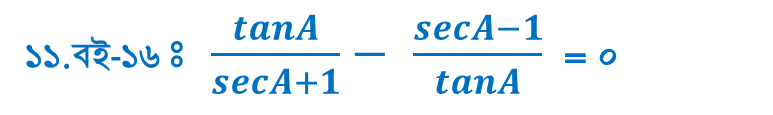 ১১.বই-১৬ ঃ tanA/secA+1 − secA−1/tanA = ০